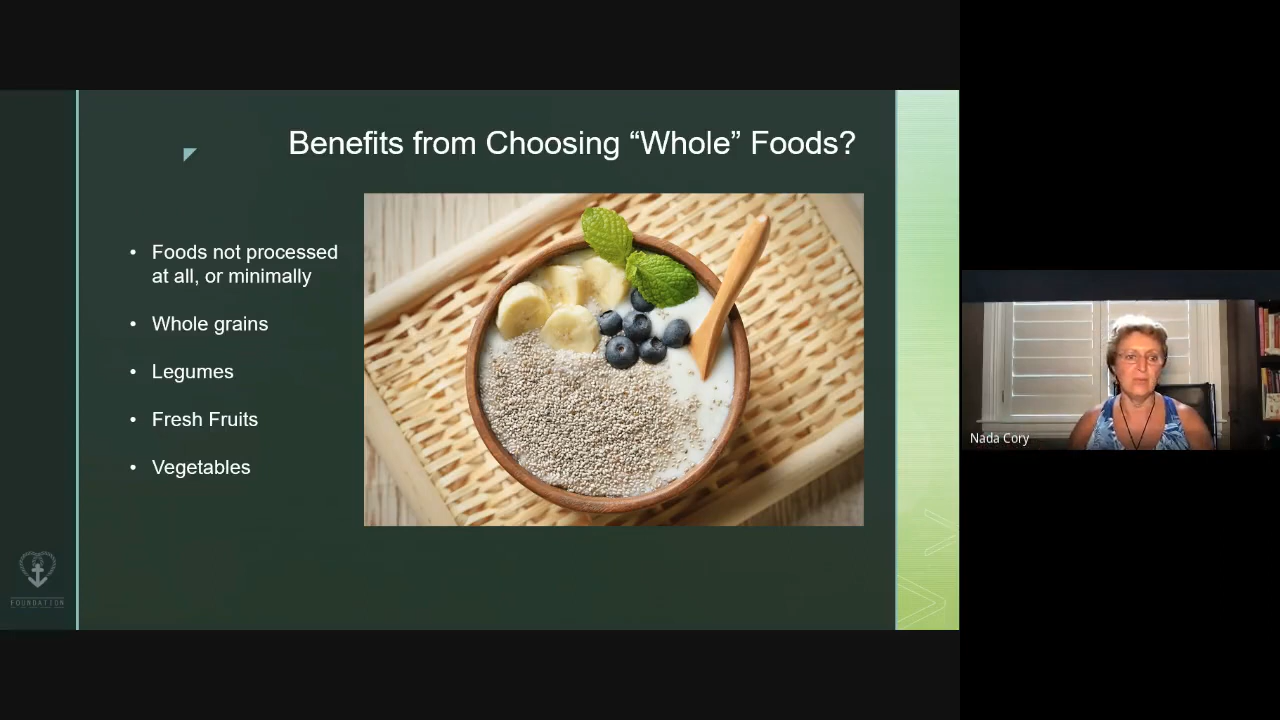 Benefits from Choosing “Whole” Foods?
• Foods not processed
at all, or minimally
• Whole grains
• Legumes
• Fresh Fruits
• Vegetables
FOUNDATION
Nada Cory